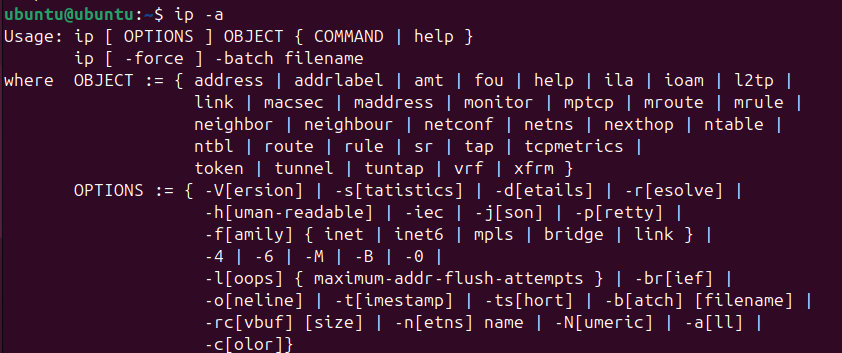 ubuntu@ubuntu:~$ ip -a
Usage: ip [ OPTIONS ] OBJECT { COMMAND | help }
       ip [ -force ] -batch filename
where  OBJECT := { address | addrlabel | amt | fou | help | ila | ioam | l2tp |
                   link | macsec | maddress | monitor | mptcp | mroute | mrule |
                   neighbor | neighbour | netconf | netns | nexthop | ntable |
                   ntbl | route | rule | sr | tap | tcpmetrics |
                   token | tunnel | tuntap | vrf | xfrm }
       OPTIONS := { -V[ersion] | -s[tatistics] | -d[etails] | -r[esolve] |
                    -h[uman-readable] | -iec | -j[son] | -p[retty] |
                    -f[amily] { inet | inet6 | mpls | bridge | link } |
                    -4 | -6 | -M | -B | -0 |
                    -l[oops] { maximum-addr-flush-attempts } | -br[ief] |
                    -o[neline] | -t[imestamp] | -ts[hort] | -b[atch] [filename] |
                    -rc[vbuf] [size] | -n[etns] name | -N[umeric] | -a[ll] |
                    -c[olor]}